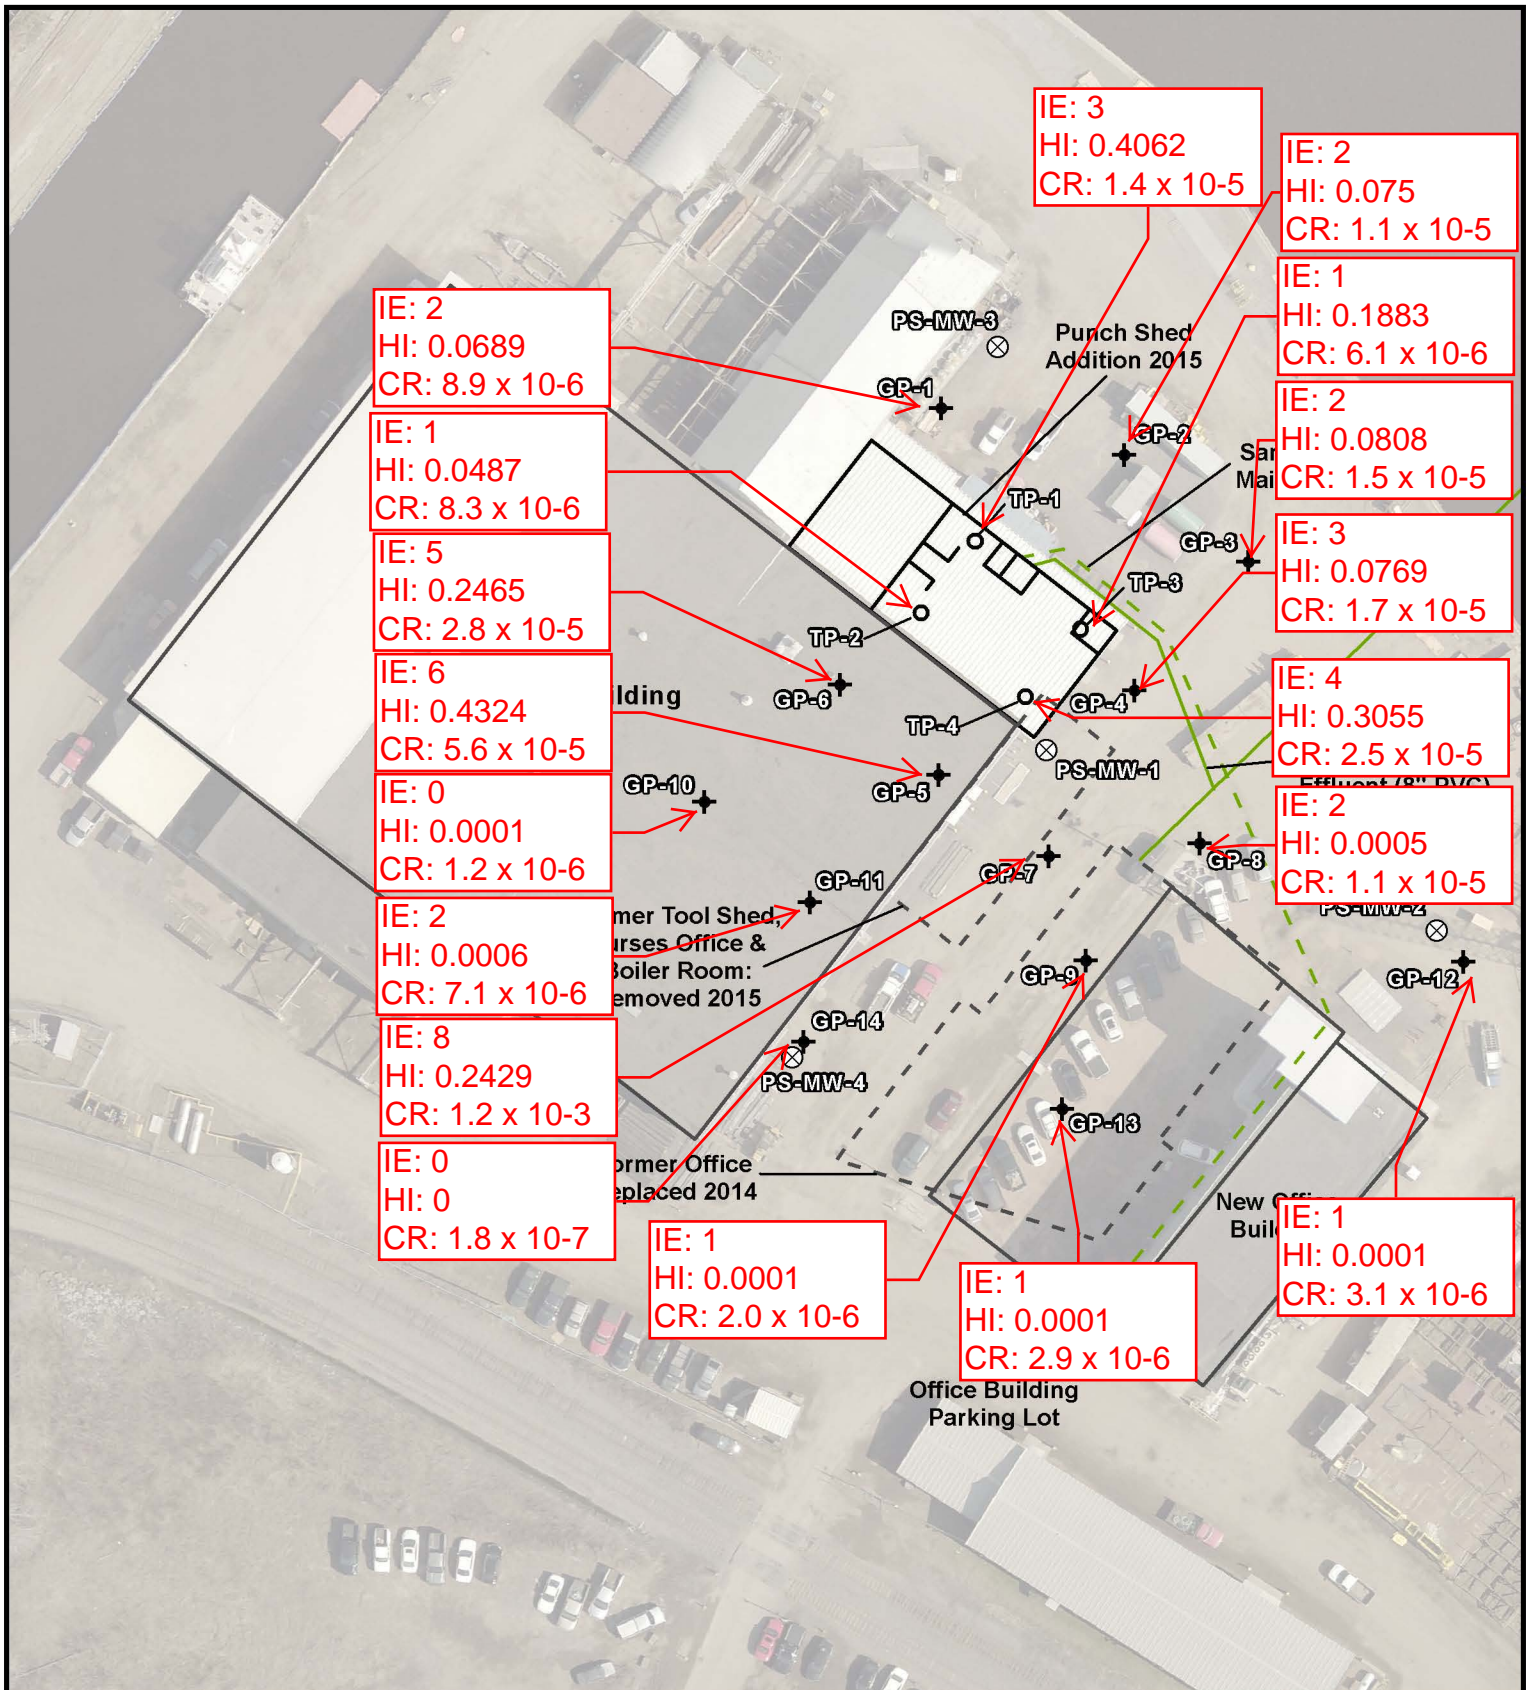 IE: 3
HI: 0.4062
CR: 1.4 x 10-5
IE: 2
HI: 0.075
CR: 1.1 x 10-5
IE: 1
HI: 0.1883
CR: 6.1 x 10-6
IE: 2
HI: 0.0689
CR: 8.9 x 10-6
PS-MW-3
Punch Shed
Addition 2015
GP-1
IE: 2
HI: 0.0808
CR: 1.5 x 10-5
IE: 1
HI: 0.0487
CR: 8.3 x 10-6
GP-2
TP-1
GP-3
IE: 3
HI: 0.0769
CR: 1.7 x 10-5
IE: 5
HI: 0.2465
CR: 2.8 x 10-5
TP-3
TP-2
IE: 6
HI: 0.4324
CR: 5.6 x 10-5
ilding
GP-6
GP-4
TP-4
IE: 4
HI: 0.3055
CR: 2.5 x 10-5
PS-MW-1
GP-10
GP-5
Effluent (8" PVC)
IE: 0
HI: 0.0001
CR: 1.2 x 10-6
IE: 2
HI: 0.0005
CR: 1.1 x 10-5
GP-8
GP-7
GP-11
PS-MW-2
IE: 2
HI: 0.0006
CR: 7.1 x 10-6
mer Tool Shed,
urses Office &
Boiler Room:
emoved 2015
GP-9
GP-12
IE: 8
HI: 0.2429
CR: 1.2 x 10-3
GP-14
PS-MW-4
GP-13
IE: 0
HI: 0
CR: 1.8 x 10-7
ormer Office
eplaced 2014
New Office
IE: 1
HI: 0.0001
CR: 3.1 x 10-6
IE: 1
HI: 0.0001
CR: 2.0 x 10-6
IE: 1
HI: 0.0001
CR: 2.9 x 10-6
Office Building
Parking Lot